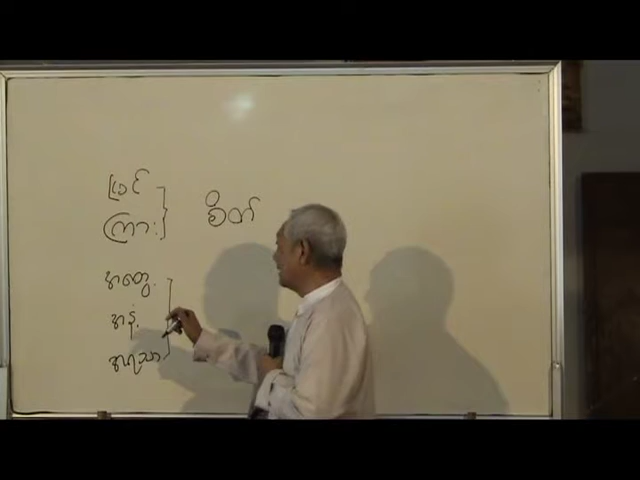 မြင်
ကြား
စိတ်
အတွေ့
အနံ့
အရသာ